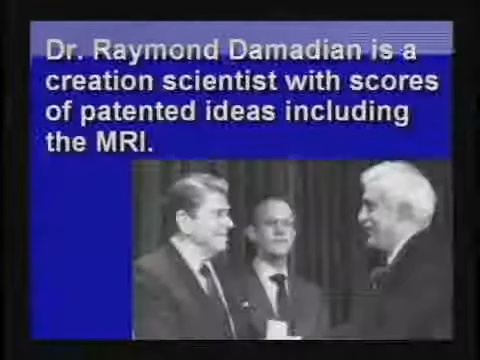 Dr. Raymond Damadian is a
creation scientist with scores
of patented ideas including
the MRI.